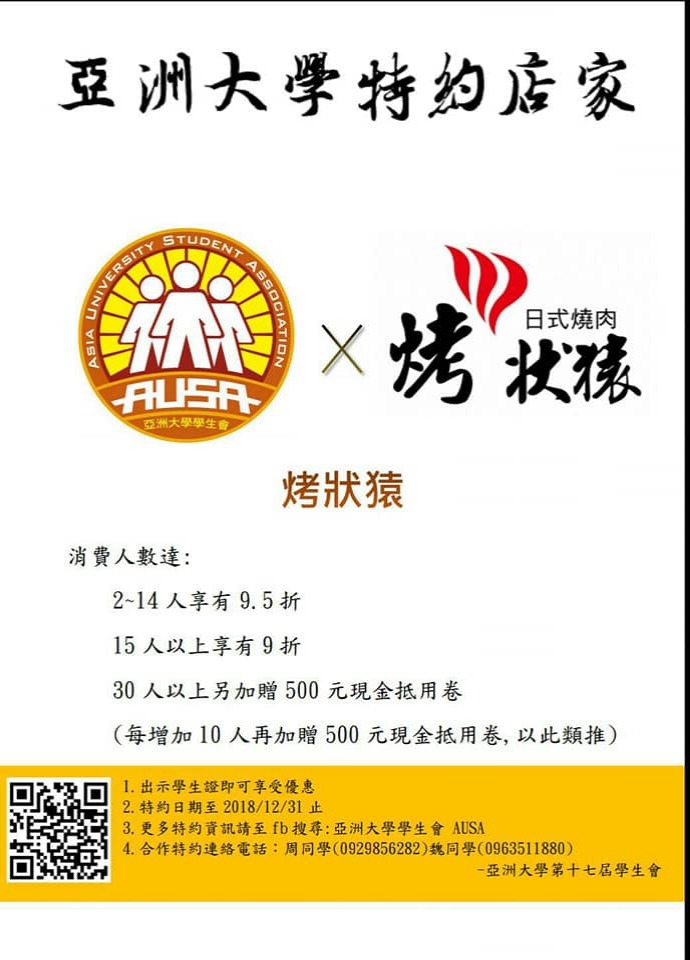 亞洲大學特約店家
ASIA UNIVERSITY STUDENT ASSOCIATION
AUSA
亞洲大學學生會
X
日式燒肉
烤狀猿
烤狀猿
消費人數達:
2~14 人享有 9.5 折
15 人以上享有 9 折
30 人以上另加贈 500 元現金抵用卷
(每增加 10 人再加贈 500 元現金抵用卷, 以此類推)
1. 出示學生證即可享受優惠
2. 特約日期至 2018/12/31 止
3. 更多特約資訊請至 fb 搜尋:亞洲大學學生會 AUSA
4. 合作特約連絡電話：周同學(0929856282)魏同學(0963511880)
-亞洲大學第十七屆學生會